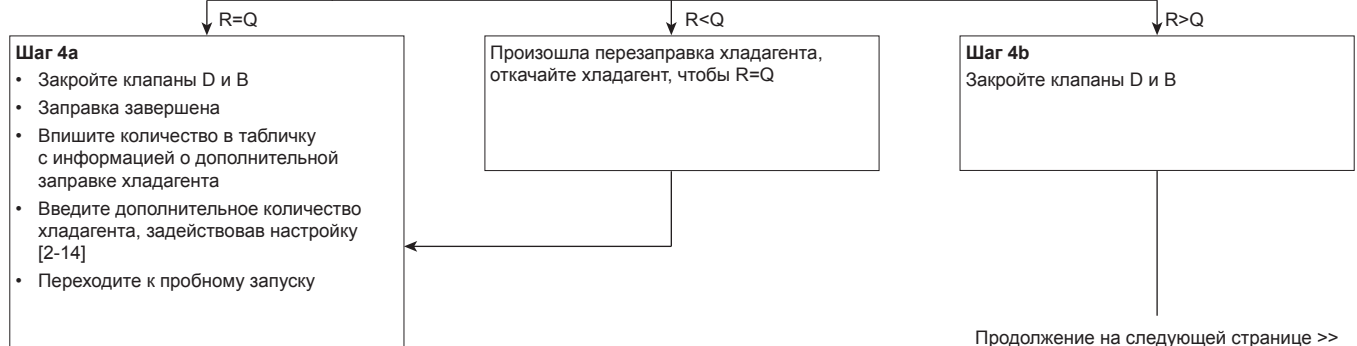 R=Q
R<Q
R>Q
Шаг 4a
• Закройте клапаны D и B
• Заправка завершена
• Впишите количество в табличку
с информацией о дополнительной
заправке хладагента
• Введите дополнительное количество
хладагента, задействовав настройку
[2-14]
• Переходите к пробному запуску
Произошла перезаправка хладагента,
откачайте хладагент, чтобы R=Q
Шаг 4b
Закройте клапаны D и B
Продолжение на следующей странице >>